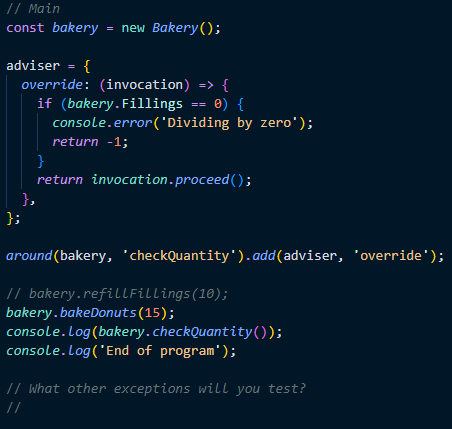 // Main
const bakery = new Bakery();
adviser = {
override: (invocation) => {
if (bakery.Fillings == 0) {
console.error('Dividing by zero');
return -1;
}
return invocation.proceed();
},
};
around(bakery, 'checkQuantity').add(adviser, 'override');
// bakery.refillFillings(10);
bakery.bakeDonuts(15);
console.log(bakery.checkQuantity());
console.log('End of program');
// What other exceptions will you test?
//